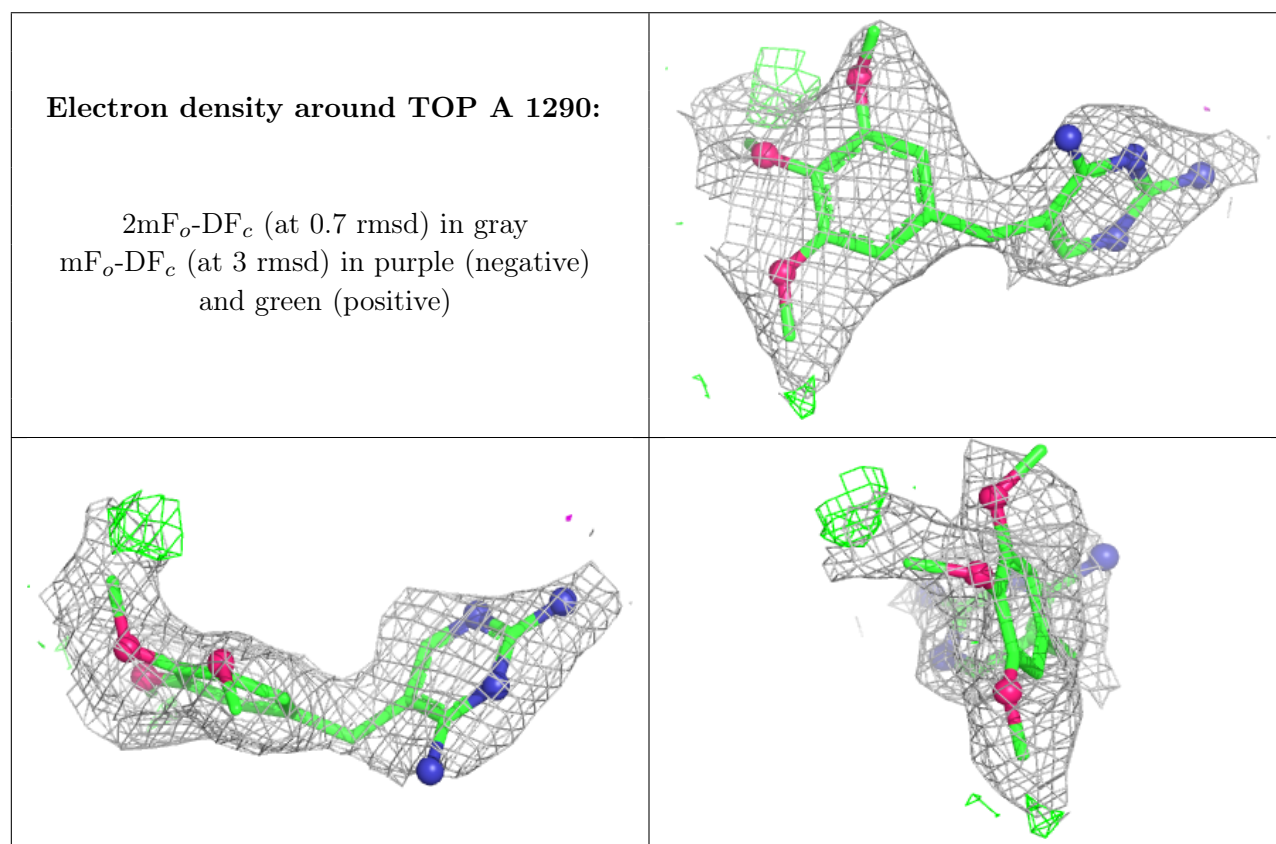 Electron density around TOP A 1290:
2mFo-DFc (at 0.7 rmsd) in gray
mFo-DFc (at 3 rmsd) in purple (negative)
and green (positive)